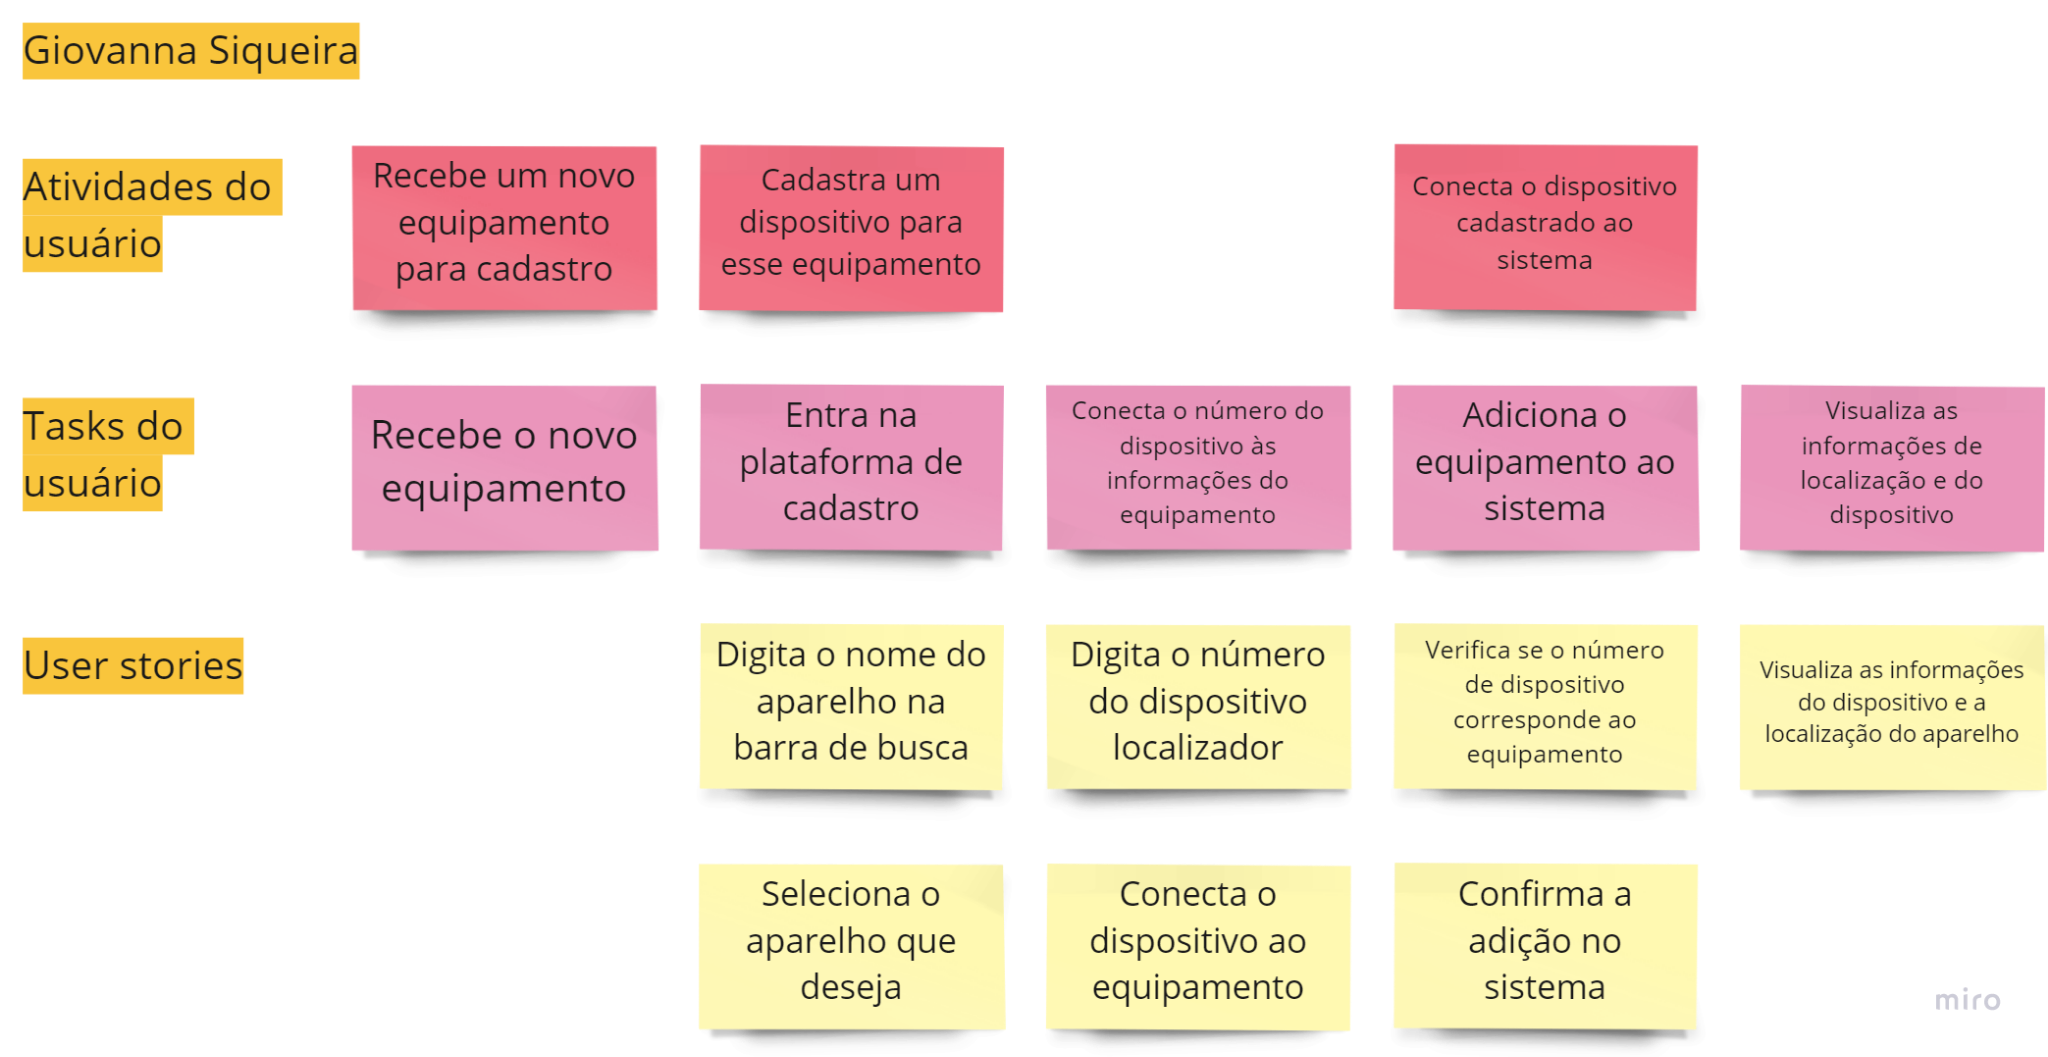 Giovanna Siqueira
Atividades do
usuário
Recebe um novo
equipamento
para cadastro
Cadastra um
dispositivo para
esse equipamento
Conecta o dispositivo
cadastrado ao
sistema
Tasks do
usuário
Recebe o novo
equipamento
Entra na
plataforma de
cadastro
Conecta o número do
dispositivo às
informações do
equipamento
Adiciona o
equipamento ao
sistema
Visualiza as
informações de
localização e do
dispositivo
User stories
Digita o nome do
aparelho na
barra de busca
Digita o número
do dispositivo
localizador
Verifica se o número
de dispositivo
corresponde ao
equipamento
Visualiza as informações
do dispositivo e a
localização do aparelho
Seleciona o
aparelho que
deseja
Conecta o
dispositivo ao
equipamento
Confirma a
adição no
sistema
miro